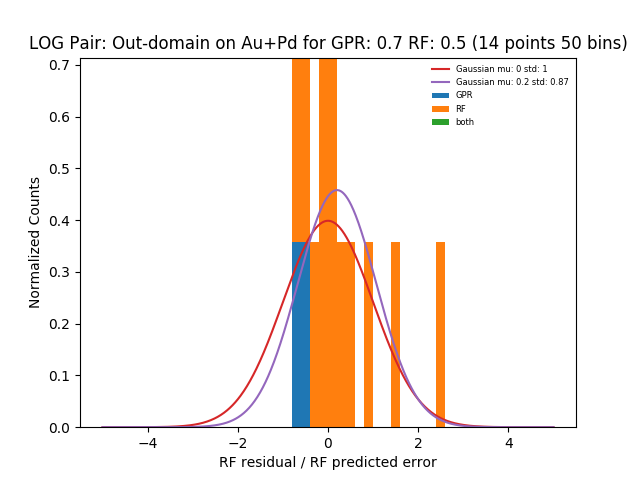 LOG Pair: Out-domain on Au+Pd for GPR: 0.7 RF: 0.5 (14 points 50 bins)
Gaussian mu: 0 std: 1
Gaussian mu: 0.2 std: 0.87
GPR
RF
both
0.7
0.6
0.5
0.4
0.3
0.2
0.1
0.0
Normalized Counts
−4 −2 0 2 4
RF residual / RF predicted error